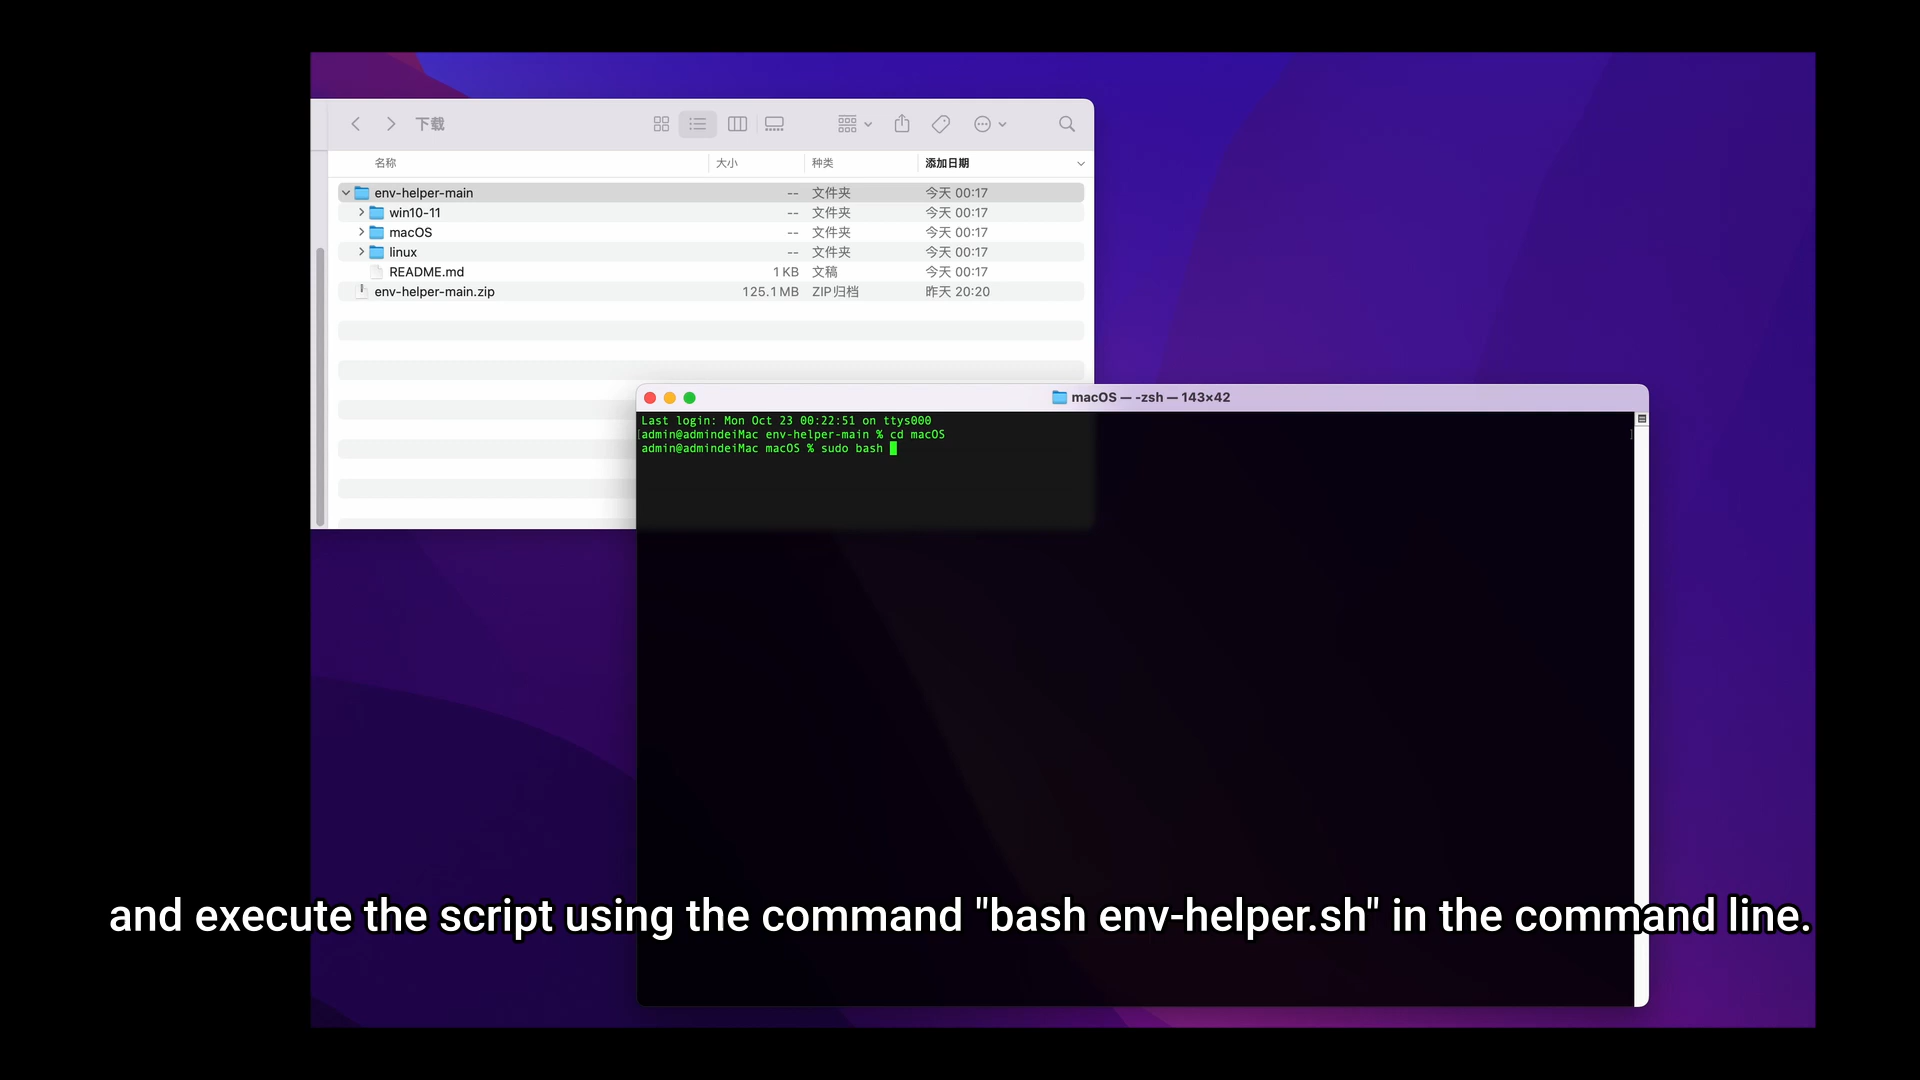 下载
名称 大小 种类 添加日期
env-helper-main -- 文件夹 今天 00:17
win10-11 -- 文件夹 今天 00:17
macOS -- 文件夹 今天 00:17
linux -- 文件夹 今天 00:17
README.md 1 KB 文稿 今天 00:17
env-helper-main.zip 125.1 MB ZIP归档 昨天 20:20
macOS — -zsh — 143×42
Last login: Mon Oct 23 00:22:51 on ttys000
[admin@admindeiMac env-helper-main % cd macOS ]
admin@admindeiMac macOS % sudo bash
and execute the script using the command "bash env-helper.sh" in the command line.